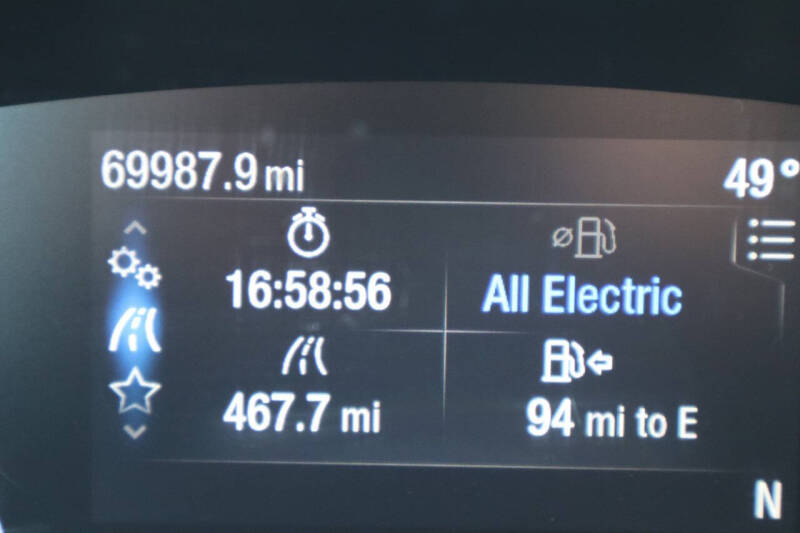 69987.9 mi 49°
16:58:56 All Electric
467.7 mi 94 mi to E
N